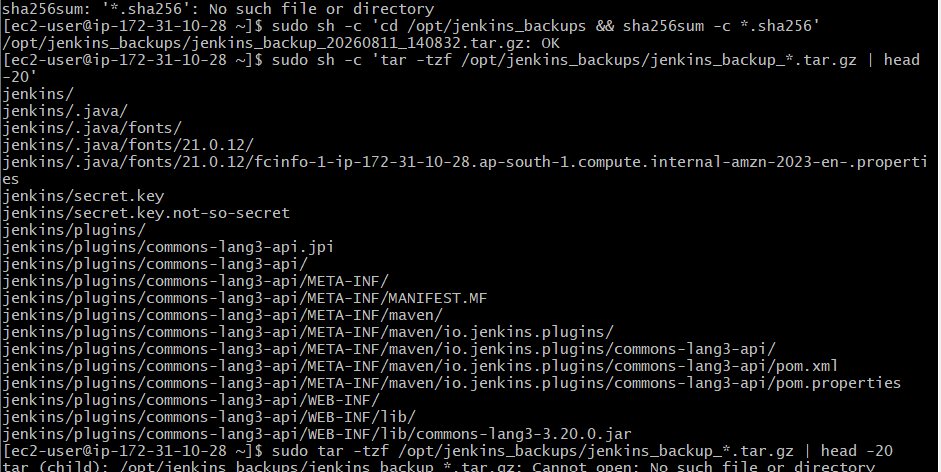 sha256sum: '*.sha256': No such file or directory
[ec2-user@ip-172-31-10-28 ~]$ sudo sh -c 'cd /opt/jenkins_backups && sha256sum -c *.sha256'
/opt/jenkins_backups/jenkins_backup_20260811_140832.tar.gz: OK
[ec2-user@ip-172-31-10-28 ~]$ sudo sh -c 'tar -tzf /opt/jenkins_backups/jenkins_backup_*.tar.gz | head
-20'
jenkins/
jenkins/.java/
jenkins/.java/fonts/
jenkins/.java/fonts/21.0.12/
jenkins/.java/fonts/21.0.12/fcinfo-1-ip-172-31-10-28.ap-south-1.compute.internal-amzn-2023-en-.properti
es
jenkins/secret.key
jenkins/secret.key.not-so-secret
jenkins/plugins/
jenkins/plugins/commons-lang3-api.jpi
jenkins/plugins/commons-lang3-api/
jenkins/plugins/commons-lang3-api/META-INF/
jenkins/plugins/commons-lang3-api/META-INF/MANIFEST.MF
jenkins/plugins/commons-lang3-api/META-INF/maven/
jenkins/plugins/commons-lang3-api/META-INF/maven/io.jenkins.plugins/
jenkins/plugins/commons-lang3-api/META-INF/maven/io.jenkins.plugins/commons-lang3-api/
jenkins/plugins/commons-lang3-api/META-INF/maven/io.jenkins.plugins/commons-lang3-api/pom.xml
jenkins/plugins/commons-lang3-api/META-INF/maven/io.jenkins.plugins/commons-lang3-api/pom.properties
jenkins/plugins/commons-lang3-api/WEB-INF/
jenkins/plugins/commons-lang3-api/WEB-INF/lib/
jenkins/plugins/commons-lang3-api/WEB-INF/lib/commons-lang3-3.20.0.jar
[ec2-user@ip-172-31-10-28 ~]$ sudo tar -tzf /opt/jenkins_backups/jenkins_backup_*.tar.gz | head -20
tar (child): /opt/jenkins_backups/jenkins_backup_*.tar.gz: Cannot open: No such file or directory